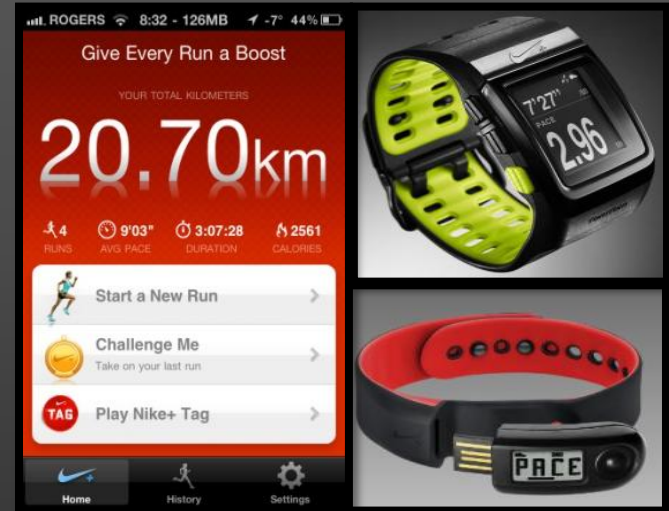 ROGERS 8:32 - 126MB -7° 44%
Give Every Run a Boost
YOUR TOTAL KILOMETERS
20.70km
4 9'03" 3:07:28 2561
RUNS AVG PACE DURATION CALORIES
Start a New Run
Challenge Me
Take on your last run
TAG Play Nike+ Tag
Home History Settings
7'27"
PACE
2.96
PACE